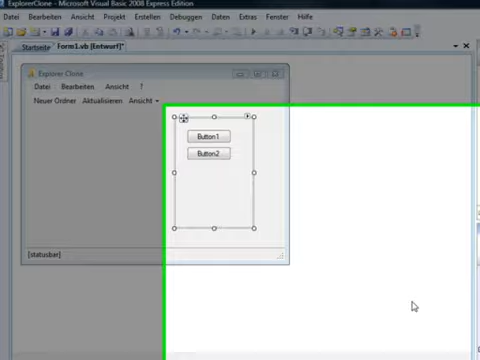 ExplorerClone - Microsoft Visual Basic 2008 Express Edition
Datei Bearbeiten Ansicht Projekt Erstellen Debuggen Daten Extras Fenster Hilfe
Startseite Form1.vb [Entwurf]*
Explorer Clone
Datei Bearbeiten Ansicht ?
Neuer Ordner Aktualisieren Ansicht
Button1
Button2
[statusbar]